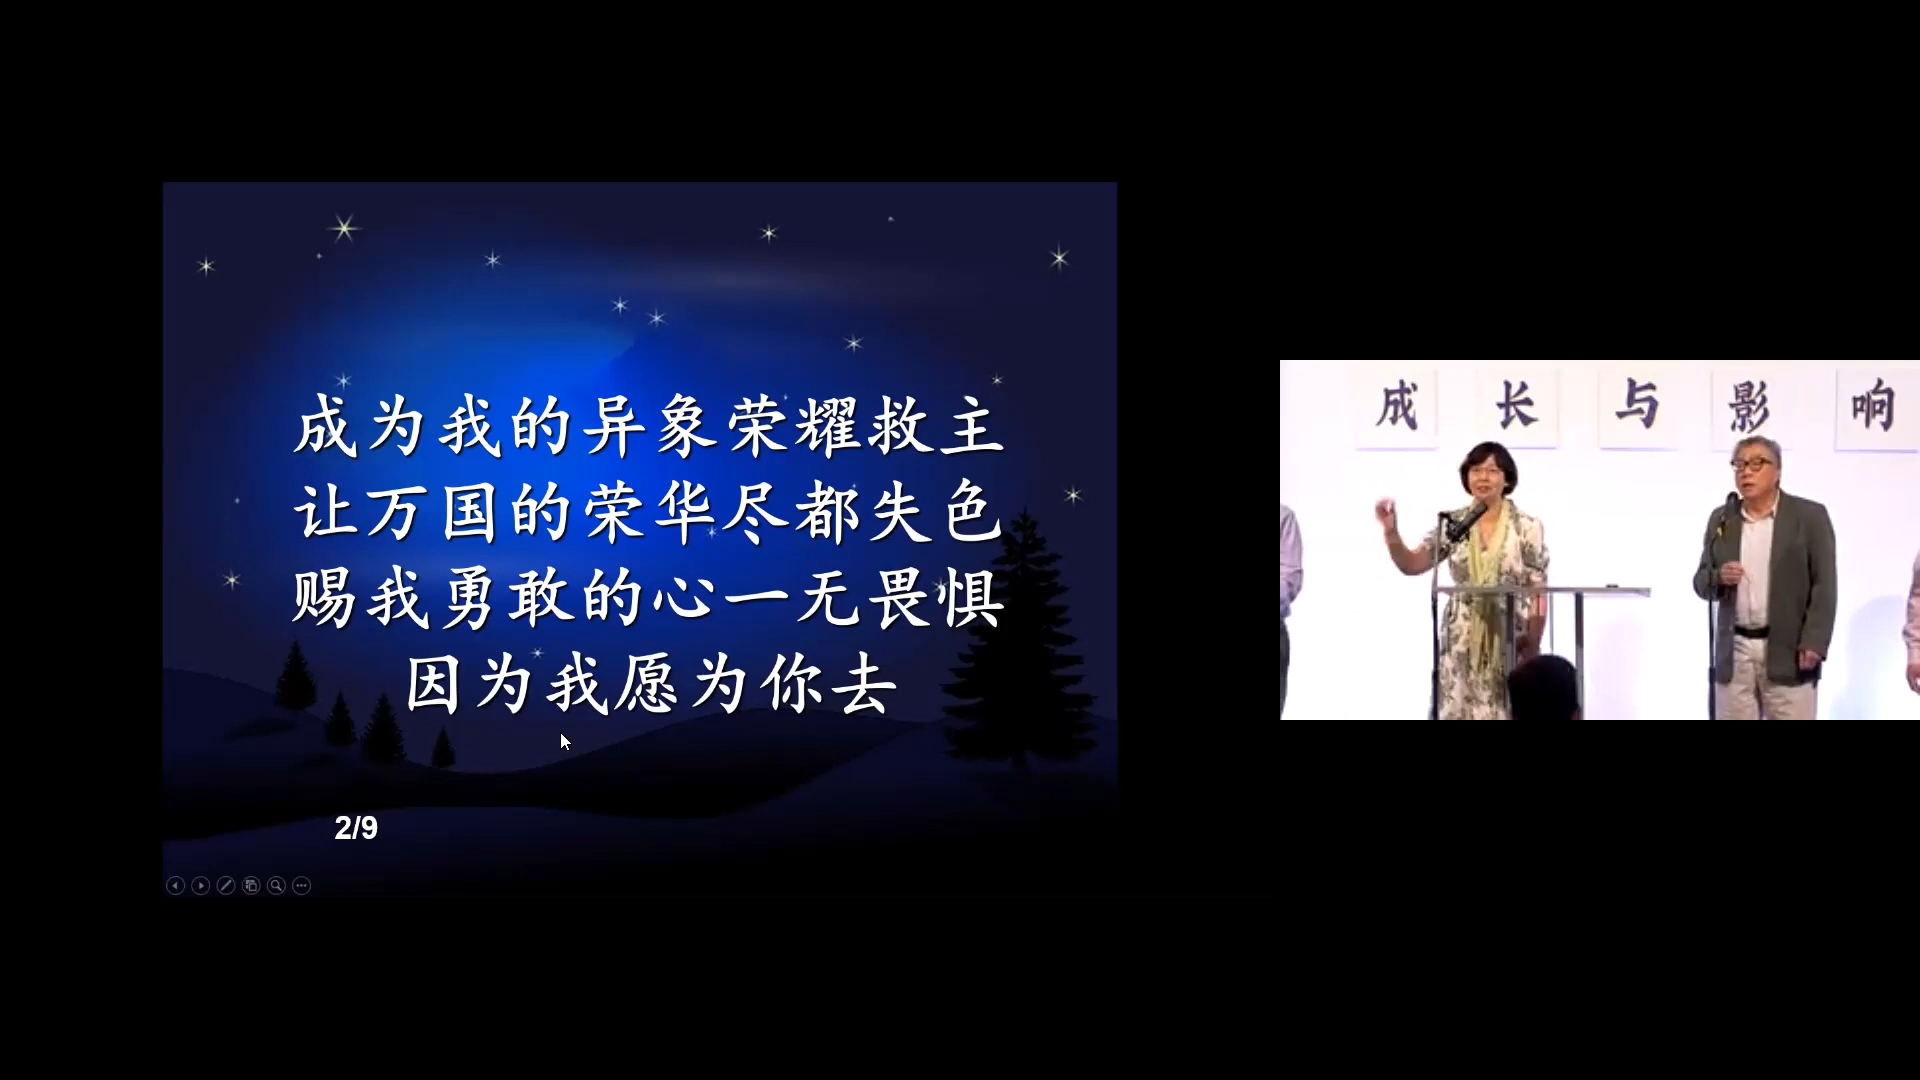 成为我的异象荣耀救主
让万国的荣华尽都失色
赐我勇敢的心一无畏惧
因为我愿为你去
2/9
成长与影响